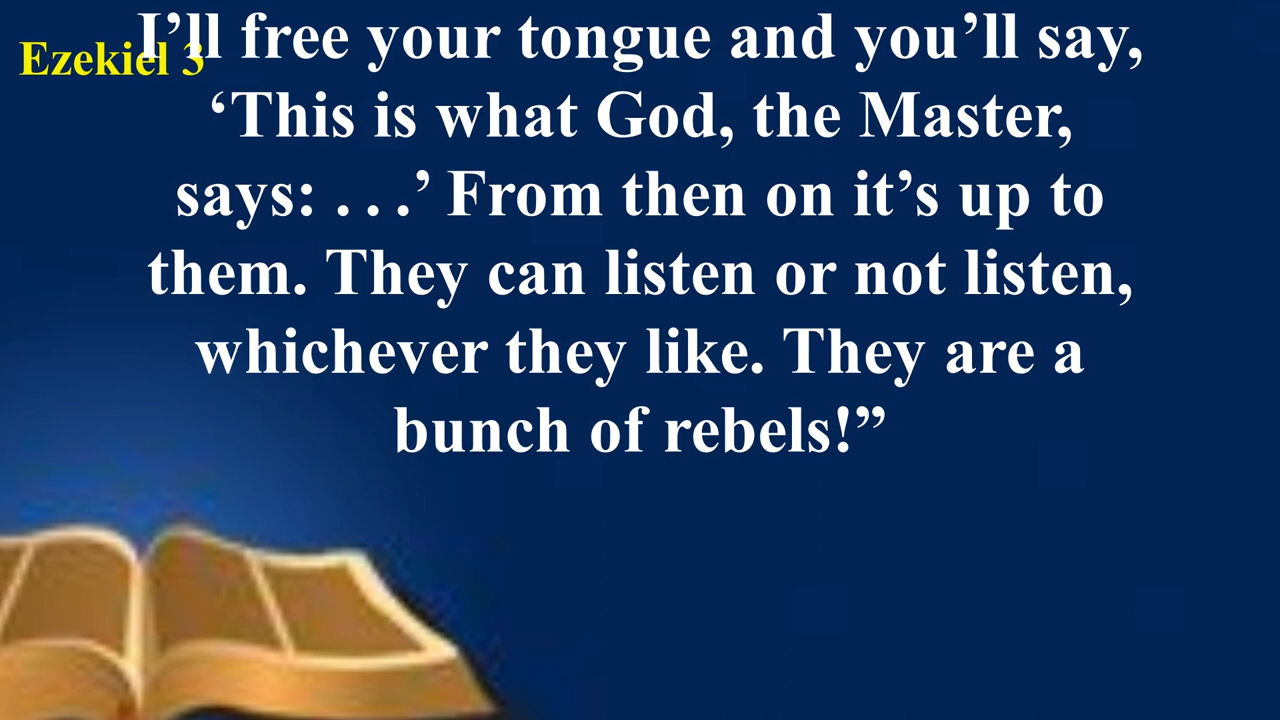 Ezekiel 3
I’ll free your tongue and you’ll say,
‘This is what God, the Master,
says: . . .’ From then on it’s up to
them. They can listen or not listen,
whichever they like. They are a
bunch of rebels!”